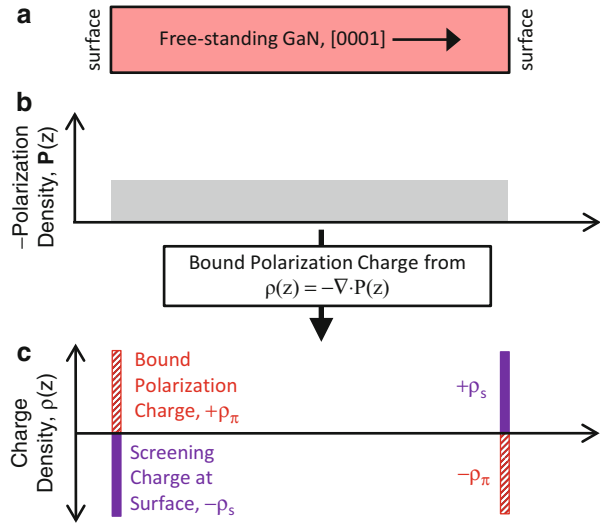 a
surface
Free-standing GaN, [0001]
surface
b
−Polarization
Density, P(z)
Bound Polarization Charge from
ρ(z) = −∇·P(z)
c
Charge
Density, ρ(z)
Bound
Polarization
Charge, +ρπ
Screening
Charge at
Surface, −ρs
+ρs
−ρπ